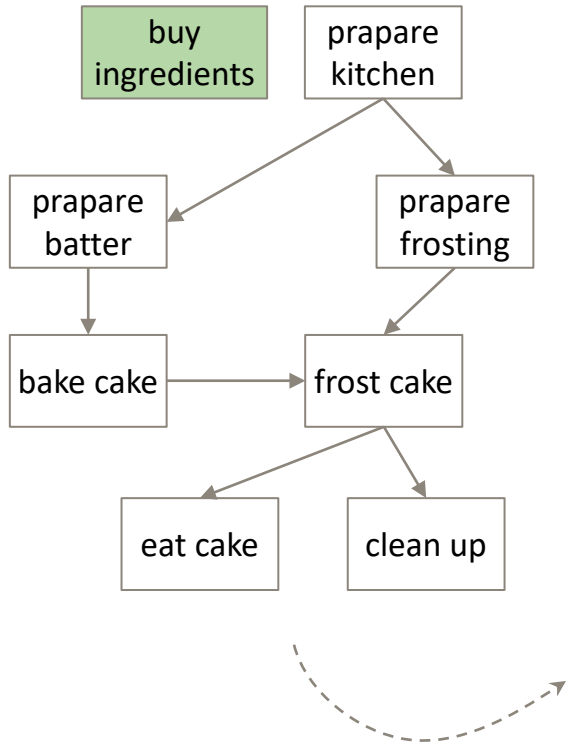 buy
ingredients
prapare
kitchen
prapare
batter
prapare
frosting
bake cake
frost cake
eat cake
clean up